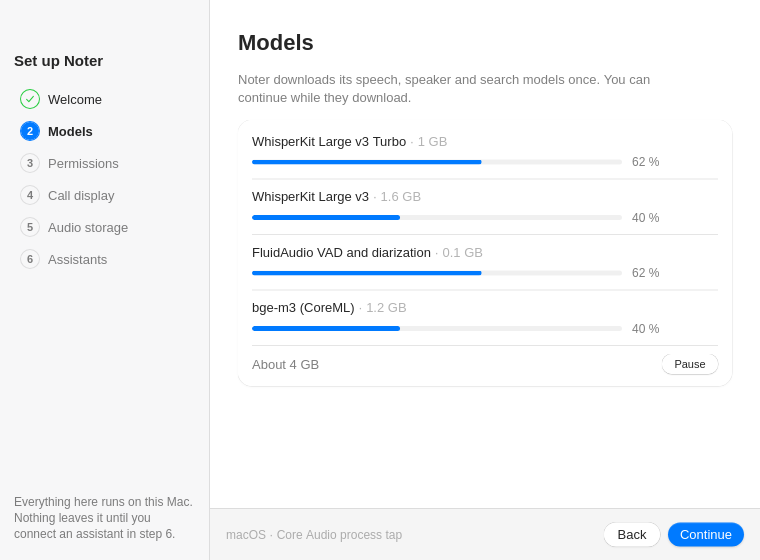 Set up Noter
Welcome
2 Models
3 Permissions
4 Call display
5 Audio storage
6 Assistants
Everything here runs on this Mac.
Nothing leaves it until you
connect an assistant in step 6.
Models
Noter downloads its speech, speaker and search models once. You can
continue while they download.
WhisperKit Large v3 Turbo · 1 GB
62 %
WhisperKit Large v3 · 1.6 GB
40 %
FluidAudio VAD and diarization · 0.1 GB
62 %
bge-m3 (CoreML) · 1.2 GB
40 %
About 4 GB
Pause
macOS · Core Audio process tap
Back
Continue